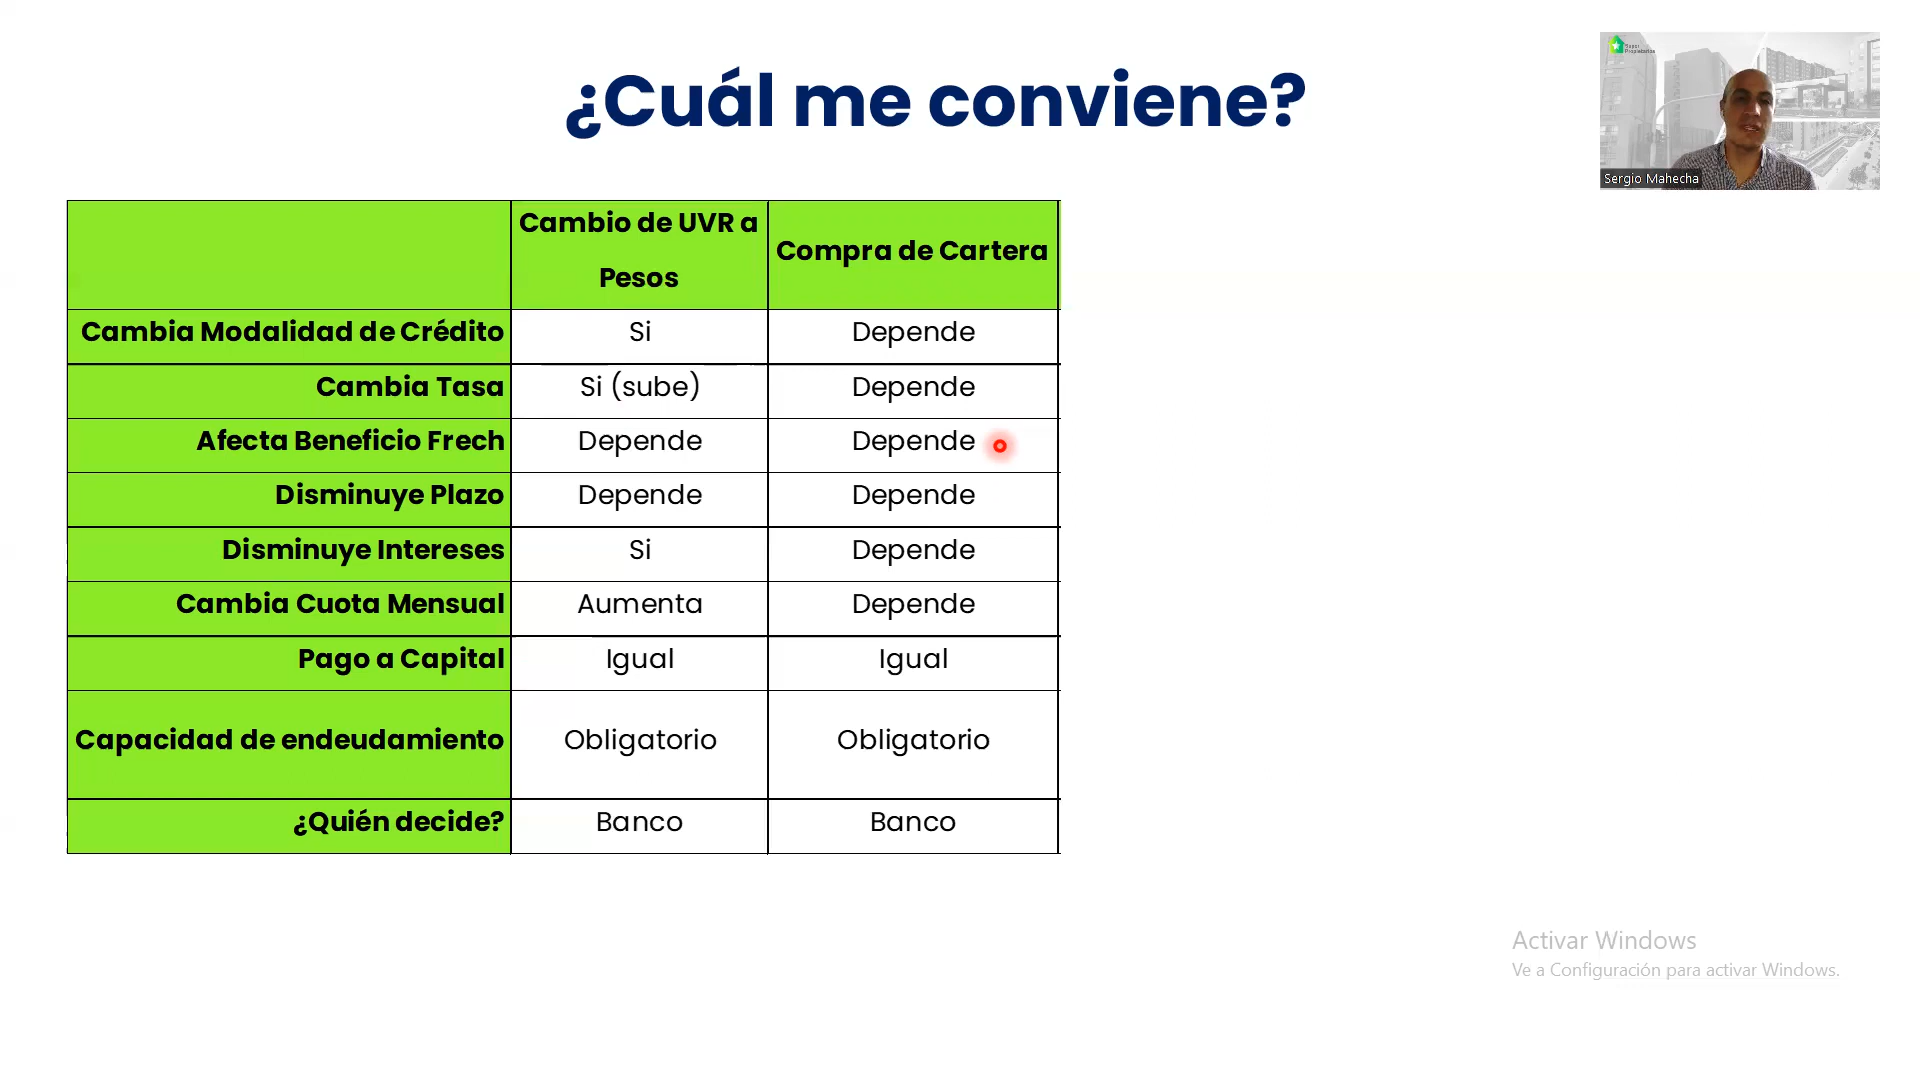 ¿Cuál me conviene?
Super
Propietarios
Sergio Mahecha
Cambio de UVR a
Pesos
Compra de Cartera
Cambia Modalidad de Crédito Si Depende
Cambia Tasa Si (sube) Depende
Afecta Beneficio Frech Depende Depende
Disminuye Plazo Depende Depende
Disminuye Intereses Si Depende
Cambia Cuota Mensual Aumenta Depende
Pago a Capital Igual Igual
Capacidad de endeudamiento Obligatorio Obligatorio
¿Quién decide? Banco Banco
Activar Windows
Ve a Configuración para activar Windows.